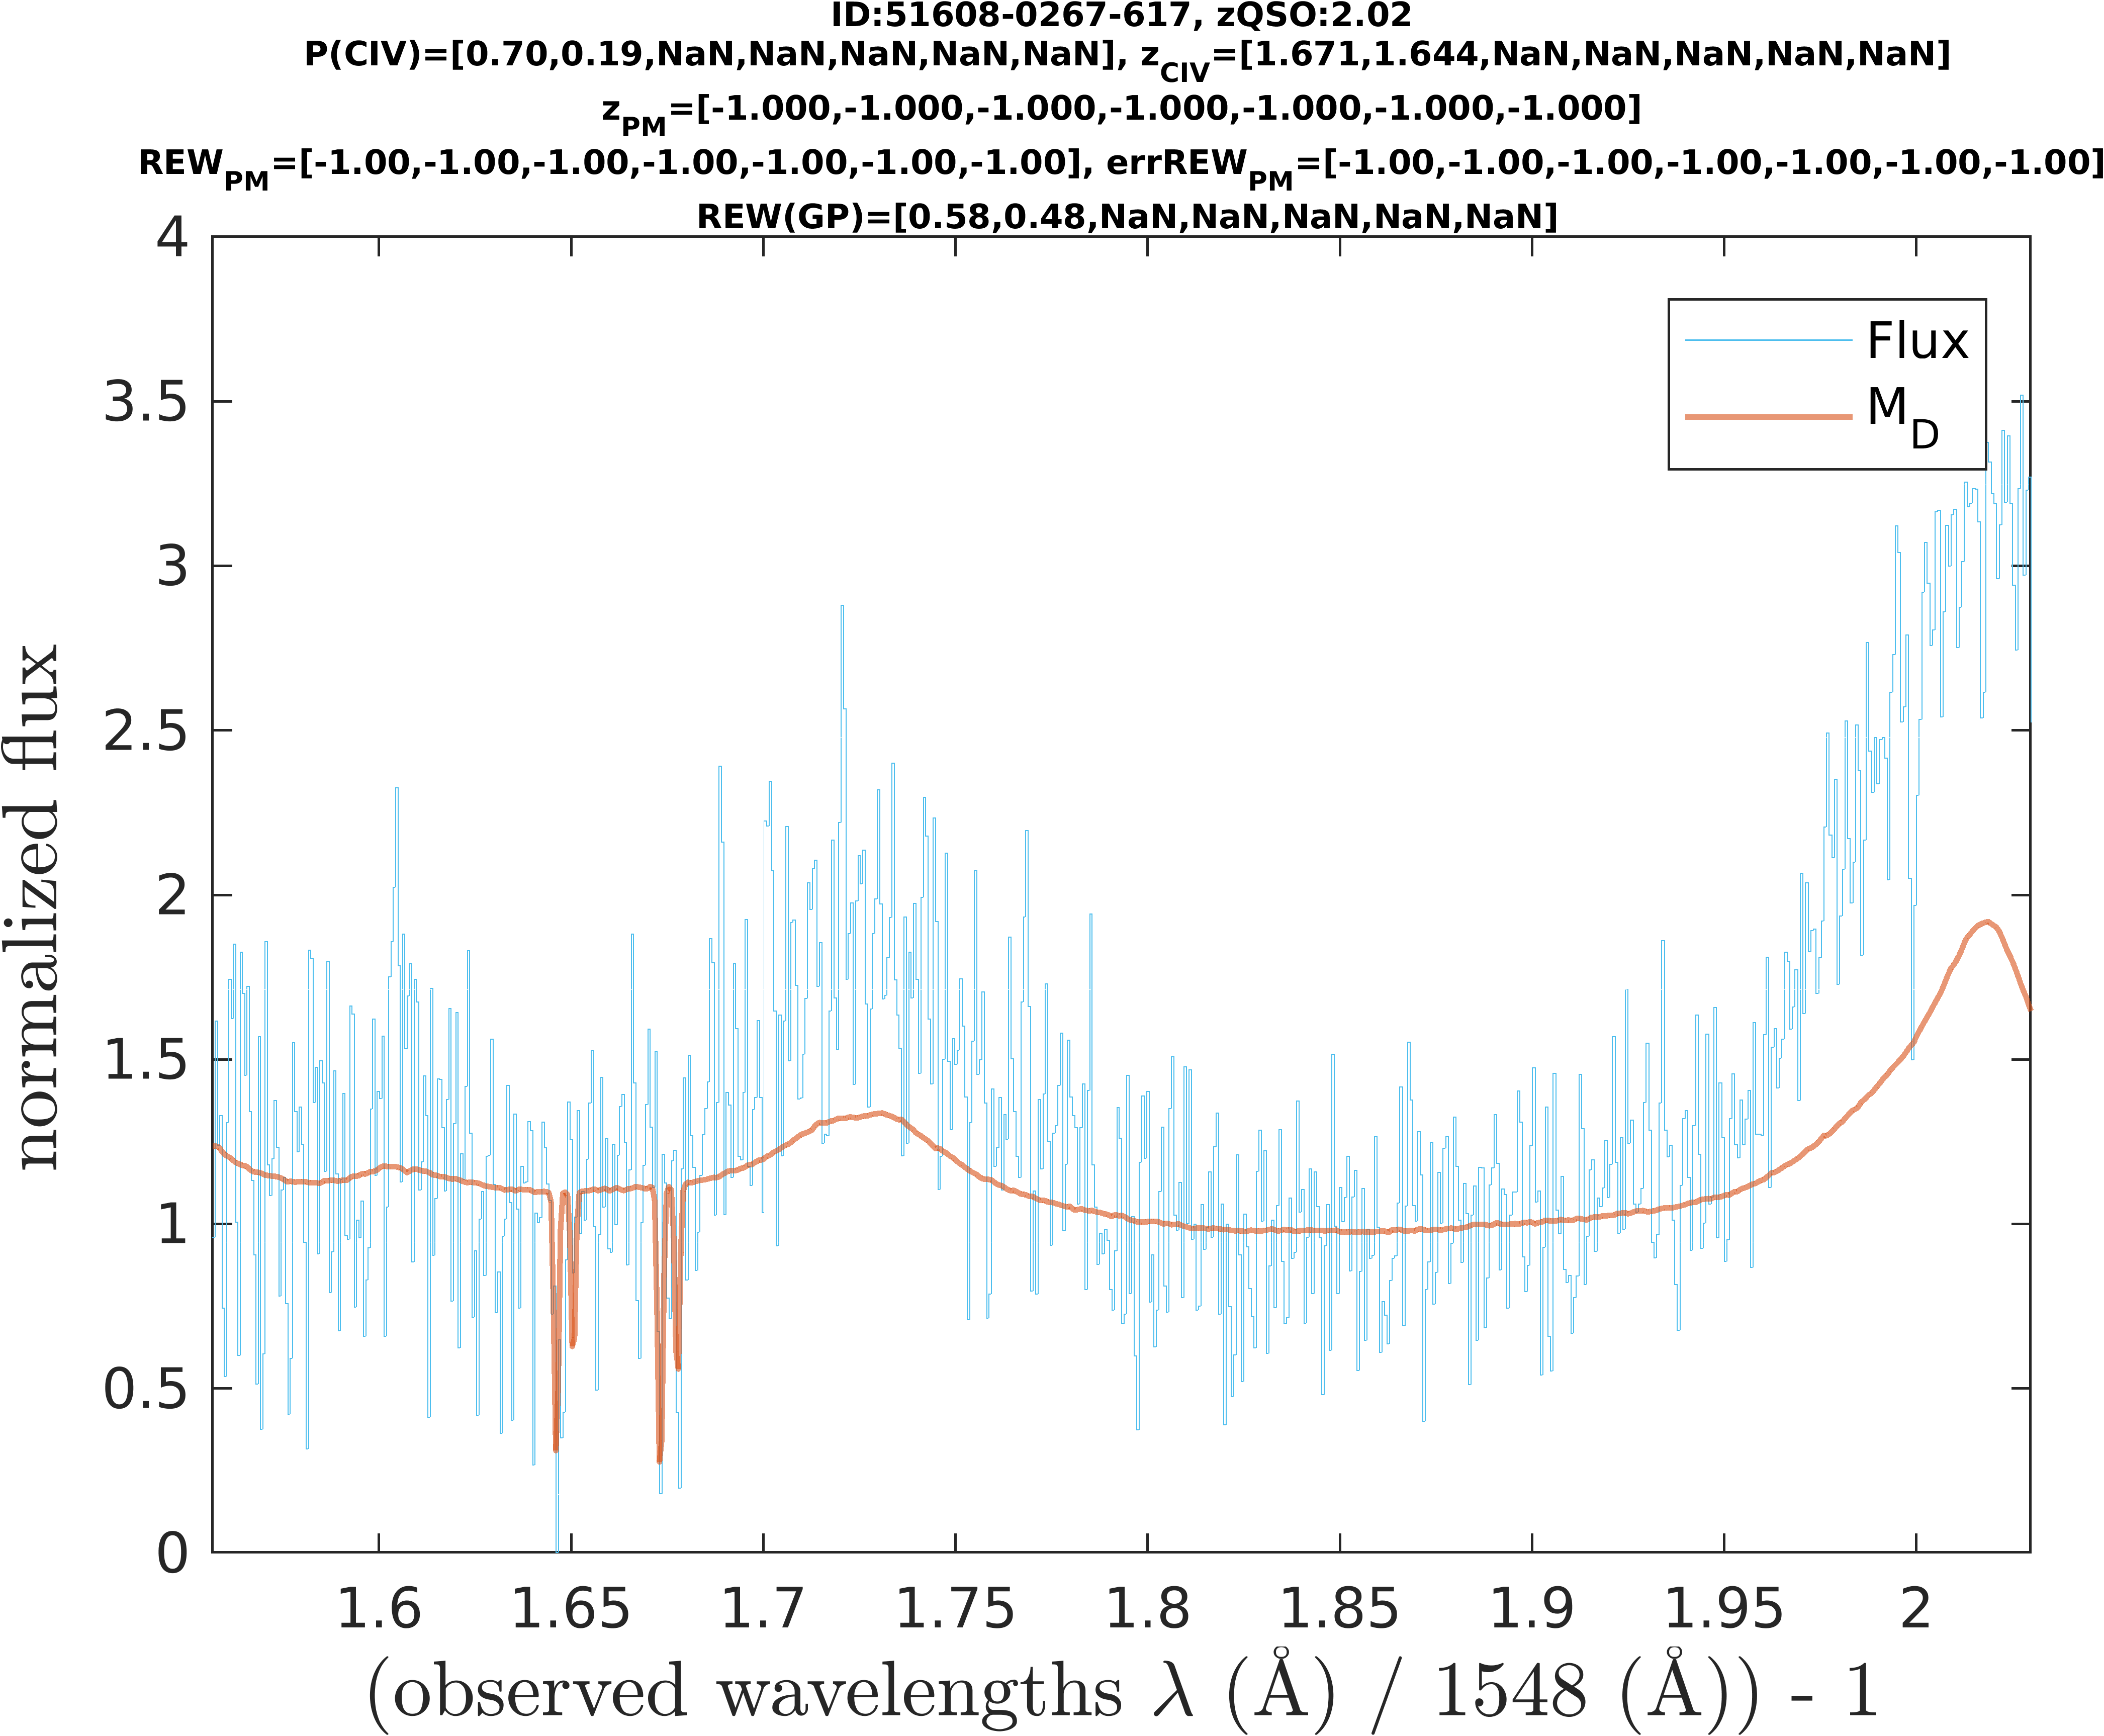 ID:51608-0267-617, zQSO:2.02
P(CIV)=[0.70,0.19,NaN,NaN,NaN,NaN,NaN], zCIV=[1.671,1.644,NaN,NaN,NaN,NaN,NaN]
zPM=[-1.000,-1.000,-1.000,-1.000,-1.000,-1.000,-1.000]
REWPM=[-1.00,-1.00,-1.00,-1.00,-1.00,-1.00,-1.00], errREWPM=[-1.00,-1.00,-1.00,-1.00,-1.00,-1.00,-1.00]
REW(GP)=[0.58,0.48,NaN,NaN,NaN,NaN,NaN]
4
3.5
3
2.5
2
1.5
1
0.5
0
normalized flux
Flux
MD
1.6 1.65 1.7 1.75 1.8 1.85 1.9 1.95 2
(observed wavelengths λ (Å) / 1548 (Å)) - 1